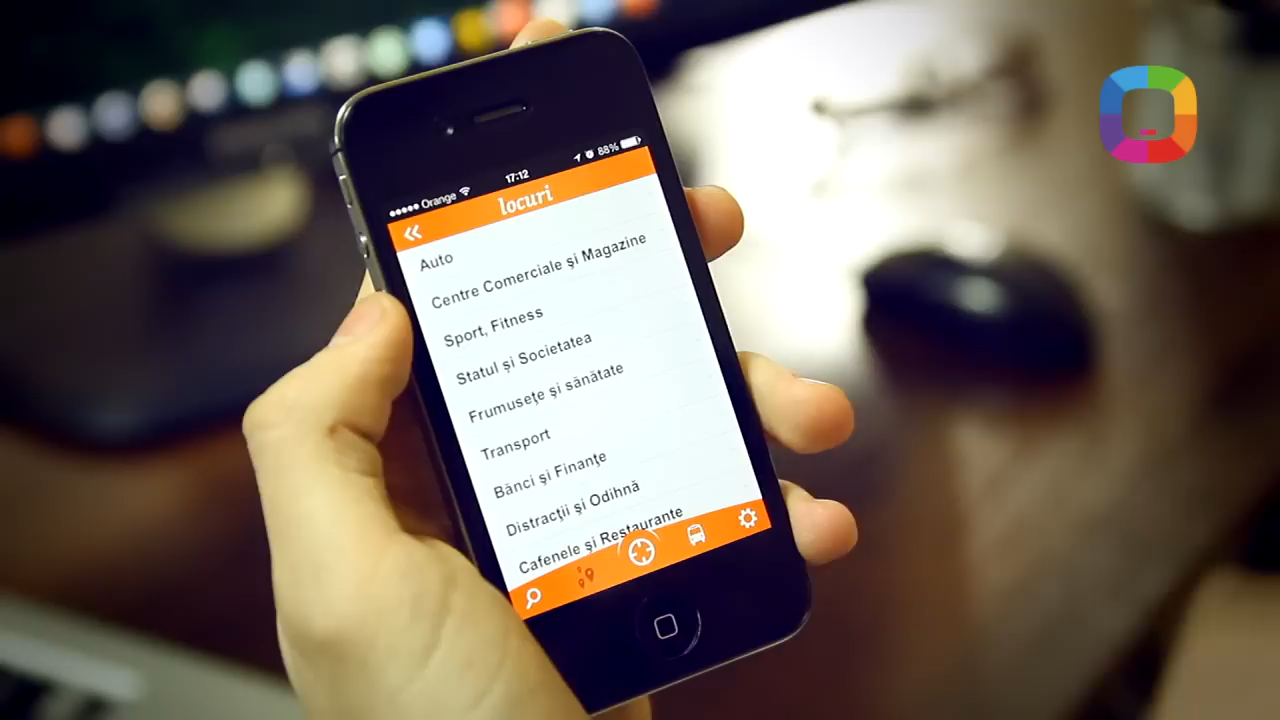 Orange 17:12 88%
locuri
Auto
Centre Comerciale şi Magazine
Sport, Fitness
Statul şi Societatea
Frumuseţe şi sănătate
Transport
Bănci şi Finanţe
Distracţii şi Odihnă
Cafenele şi Restaurante